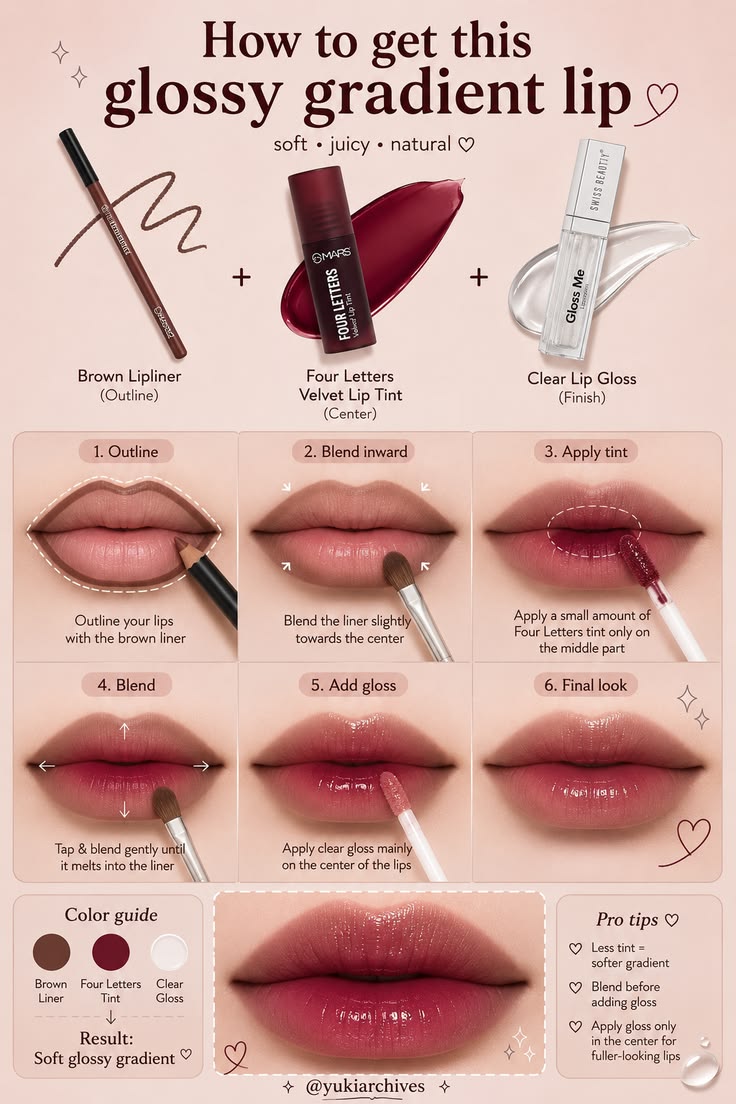 How to get this
glossy gradient lip
soft • juicy • natural ♡
MARS
FOUR LETTERS
Velvet Lip Tint
SWISS BEAUTY
Gloss Me
+
+
Brown Lipliner
(Outline)
Four Letters
Velvet Lip Tint
(Center)
Clear Lip Gloss
(Finish)
1. Outline
Outline your lips
with the brown liner
2. Blend inward
Blend the liner slightly
towards the center
3. Apply tint
Apply a small amount of
Four Letters tint only on
the middle part
4. Blend
Tap & blend gently until
it melts into the liner
5. Add gloss
Apply clear gloss mainly
on the center of the lips
6. Final look
Color guide
Brown
Liner
Four Letters
Tint
Clear
Gloss
Result:
Soft glossy gradient ♡
Pro tips ♡
♡ Less tint =
softer gradient
♡ Blend before
adding gloss
♡ Apply gloss only
in the center for
fuller-looking lips
@yukiarchives